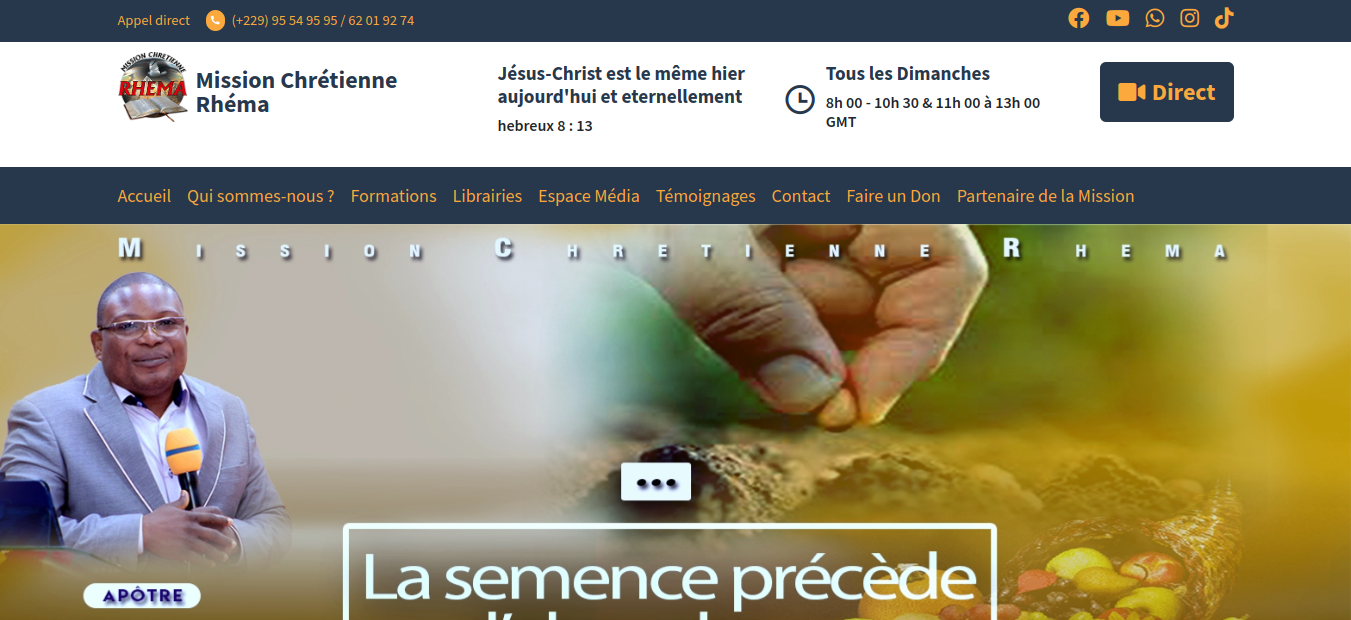 Appel direct (+229) 95 54 95 95 / 62 01 92 74
MISSION CHRETIENNE
RHEMA
Mission Chrétienne
Rhéma
Jésus-Christ est le même hier
aujourd'hui et eternellement
hebreux 8 : 13
Tous les Dimanches
8h 00 - 10h 30 & 11h 00 à 13h 00
GMT
Direct
Accueil Qui sommes-nous ? Formations Librairies Espace Média Témoignages Contact Faire un Don Partenaire de la Mission
MISSION CHRETIENNE RHEMA
...
La semence précède
APÔTRE